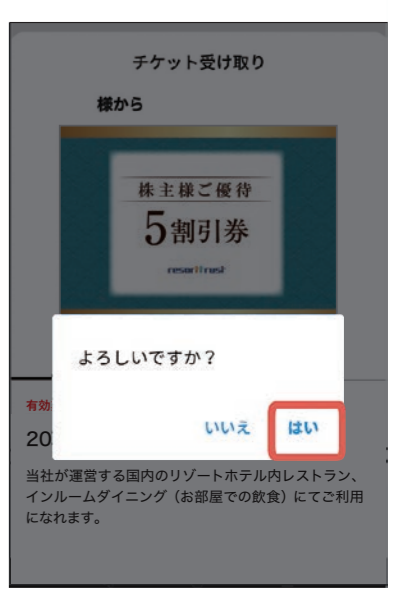 チケット受け取り
様から
株主様ご優待
5割引券
resorttrust
よろしいですか？
いいえ
はい
有効
20
当社が運営する国内のリゾートホテル内レストラン、
インルームダイニング（お部屋での飲食）にてご利用
になれます。